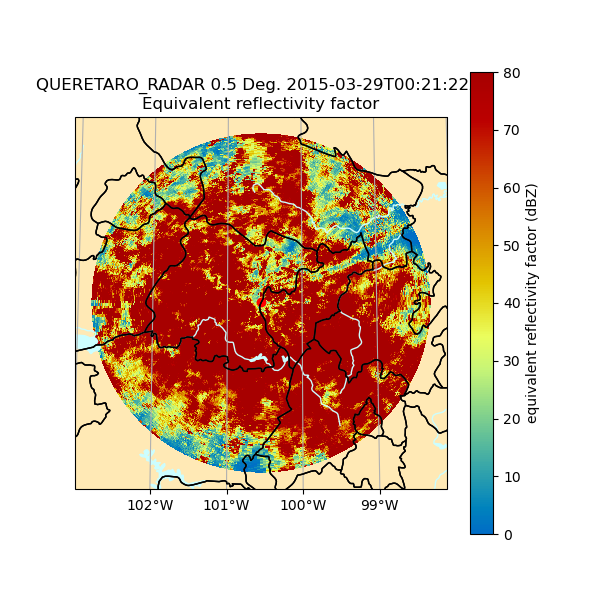 QUERETARO_RADAR 0.5 Deg. 2015-03-29T00:21:22
Equivalent reflectivity factor
80
70
60
50
40
30
20
10
0
equivalent reflectivity factor (dBZ)
102°W
101°W
100°W
99°W